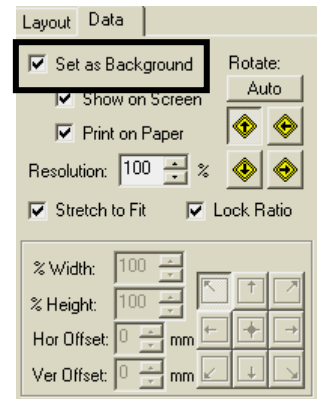 Layout Data
Set as Background Rotate:
Show on Screen Auto
Print on Paper
Resolution: 100 %
Stretch to Fit Lock Ratio
% Width: 100
% Height: 100
Hor Offset: 0 mm
Ver Offset: 0 mm